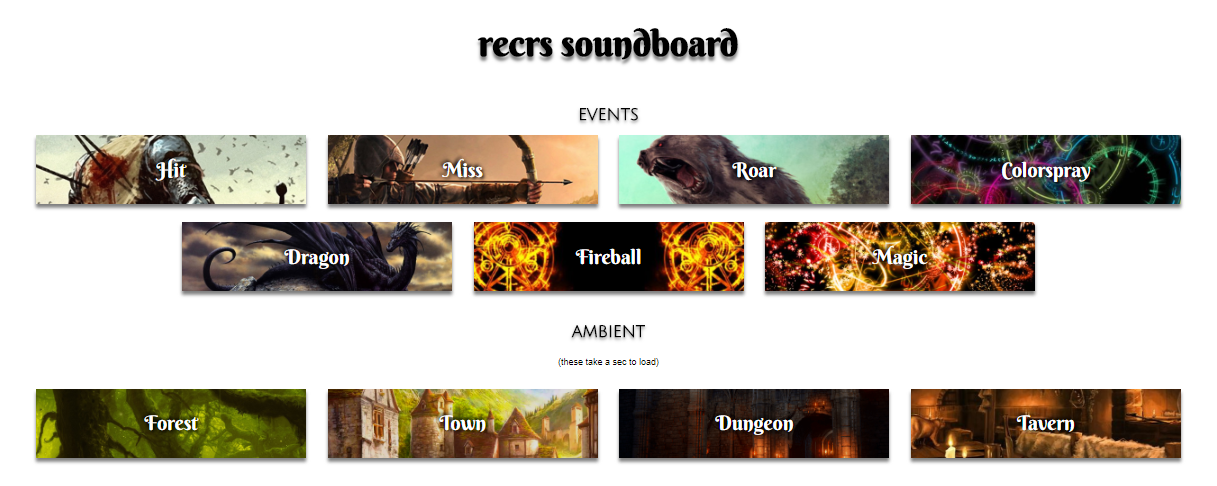 recrs soundboard
EVENTS
Hit Miss Roar Colorspray
Dragon Fireball Magic
AMBIENT
(these take a sec to load)
Forest Town Dungeon Tavern